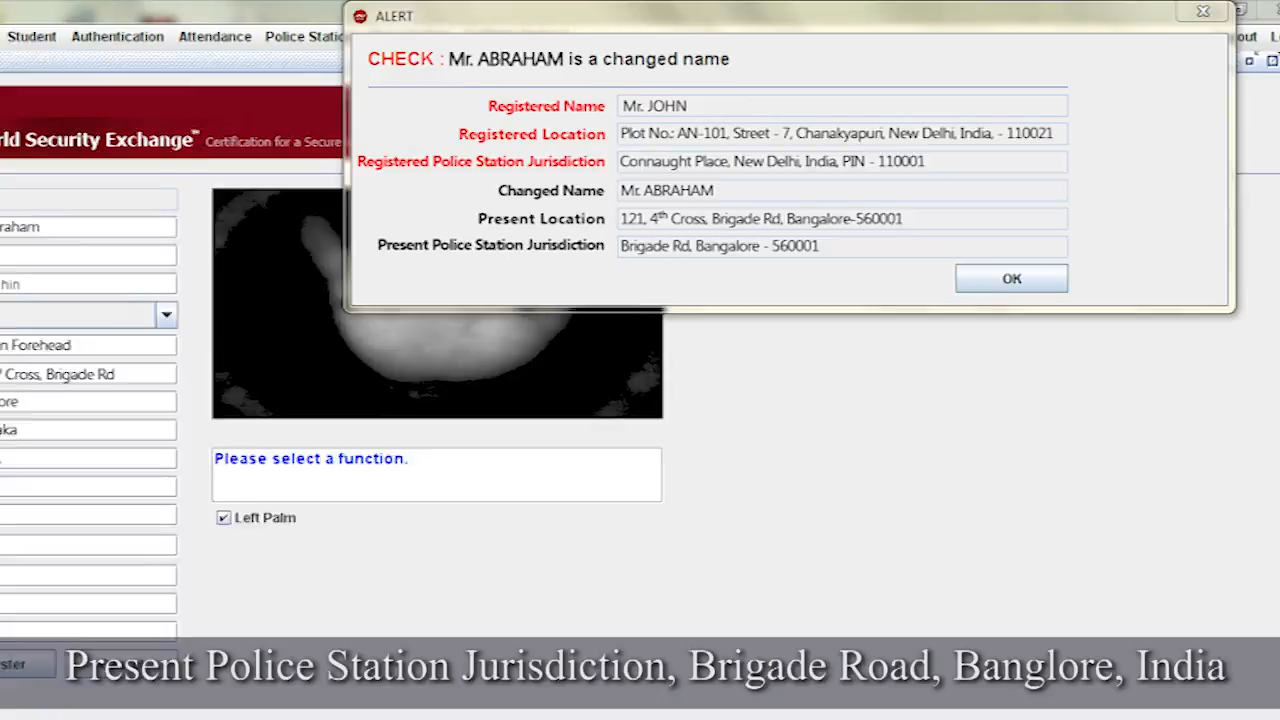 ALERT
Student Authentication Attendance Police
CHECK : Mr. ABRAHAM is a changed name
Registered Name Mr. JOHN
Registered Location Plot No.: AN-101, Street - 7, Chanakyapuri, New Delhi, India, - 110021
Registered Police Station Jurisdiction Connaught Place, New Delhi, India, PIN - 110001
Changed Name Mr. ABRAHAM
Present Location 121, 4th Cross, Brigade Rd, Bangalore-560001
Present Police Station Jurisdiction Brigade Rd, Bangalore - 560001
OK
Security Exchange™ Certification for a Secure
raham
hin
n Forehead
Cross, Brigade Rd
ore
aka
Please select a function.
Left Palm
ster
Present Police Station Jurisdiction, Brigade Road, Banglore, India